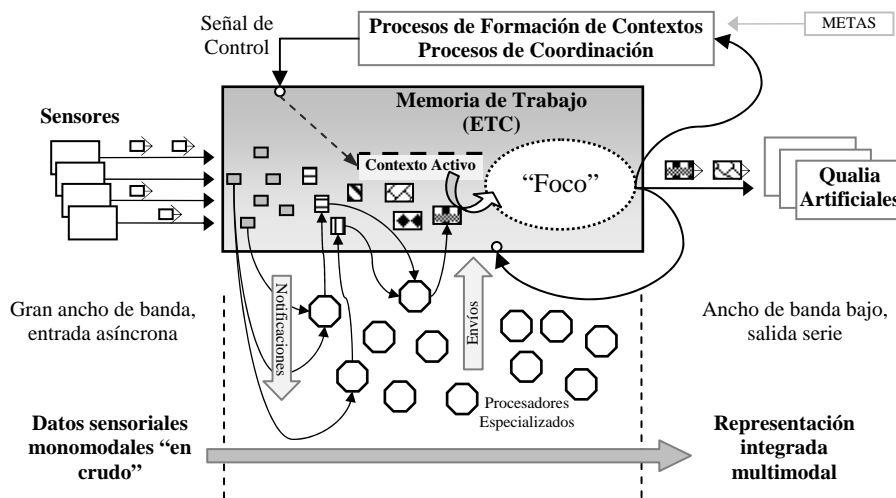 Señal de
Control
Procesos de Formación de Contextos
Procesos de Coordinación
METAS
Sensores
Memoria de Trabajo
(ETC)
Contexto Activo
“Foco”
Qualia
Artificiales
Gran ancho de banda,
entrada asíncrona
Notificaciones
Envíos
Ancho de banda bajo,
salida serie
Procesadores
Especializados
Datos sensoriales
monomodales “en
crudo”
Representación
integrada
multimodal